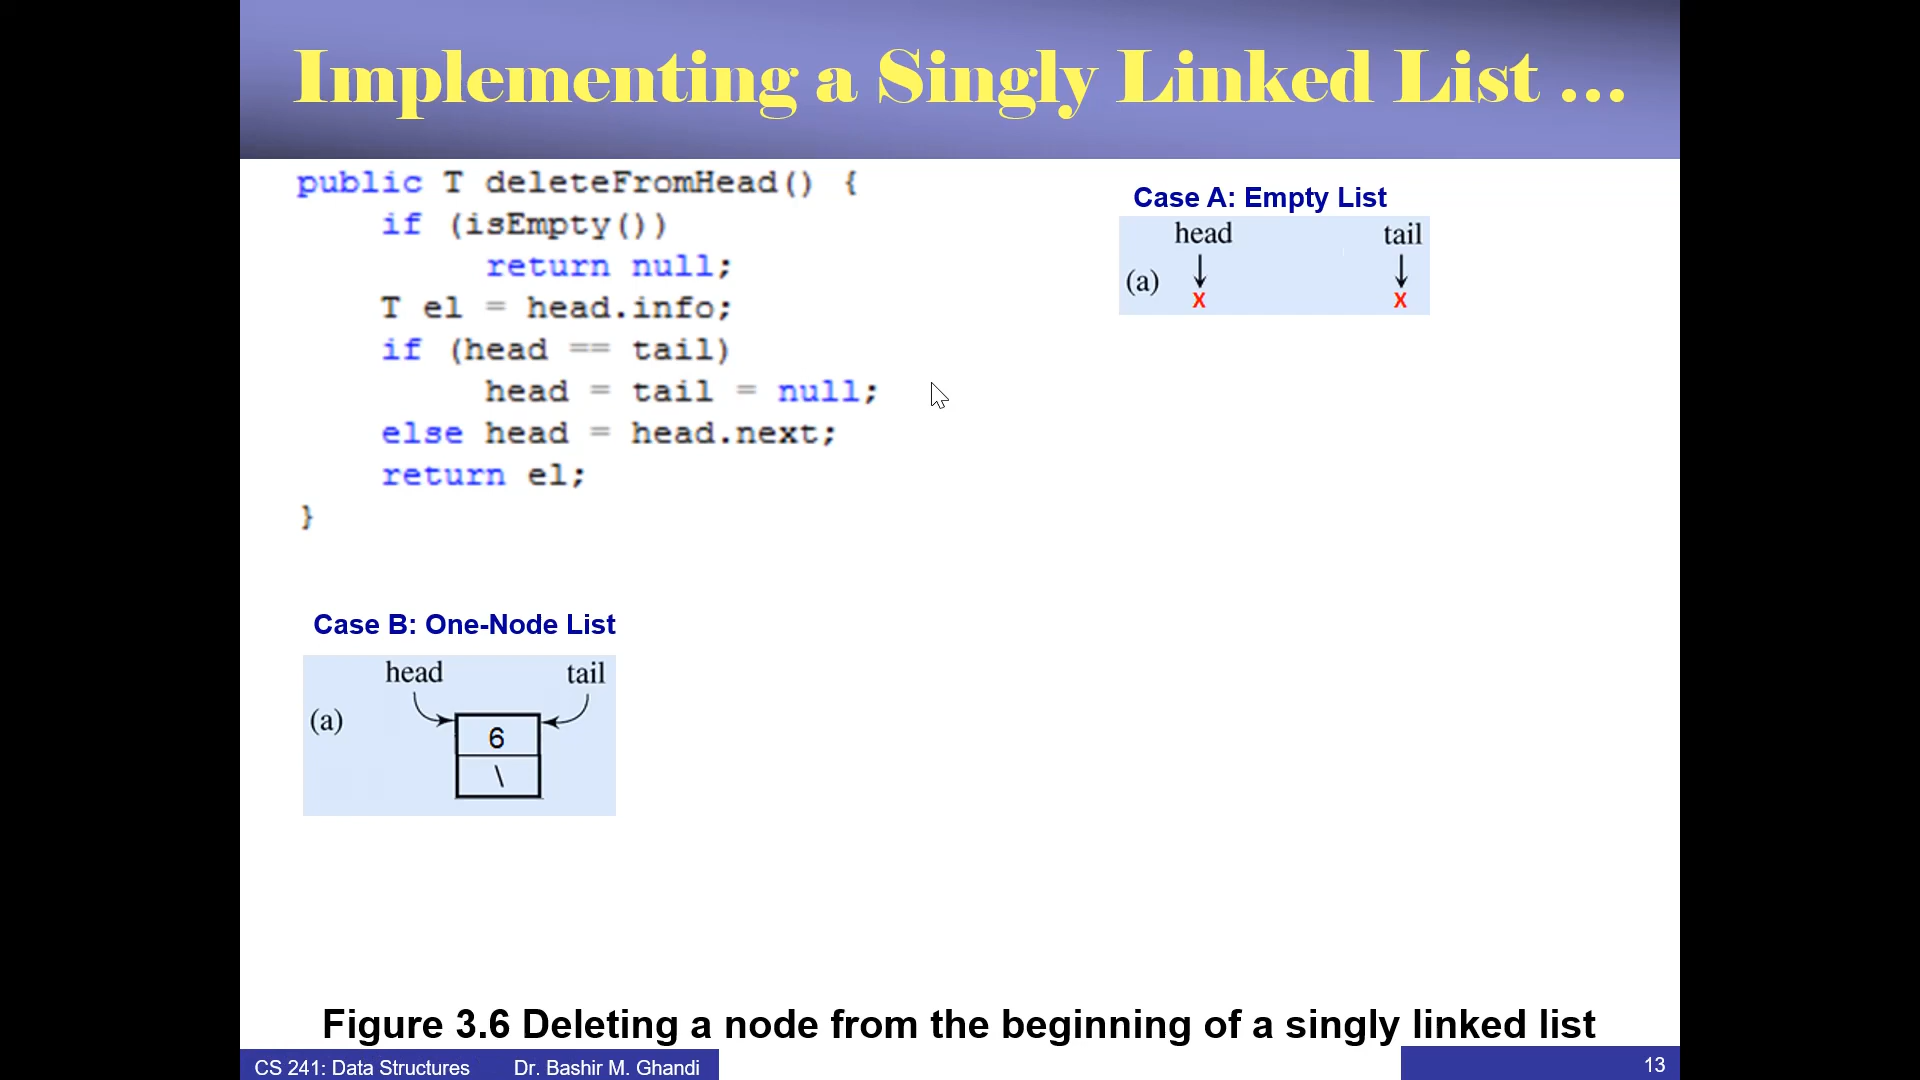 Implementing a Singly Linked List ...
public T deleteFromHead() {
if (isEmpty())
return null;
T el = head.info;
if (head == tail)
head = tail = null;
else head = head.next;
return el;
}
Case A: Empty List
head tail
(a)
X X
Case B: One-Node List
head tail
(a)
6
\
Figure 3.6 Deleting a node from the beginning of a singly linked list
CS 241: Data Structures Dr. Bashir M. Ghandi 13